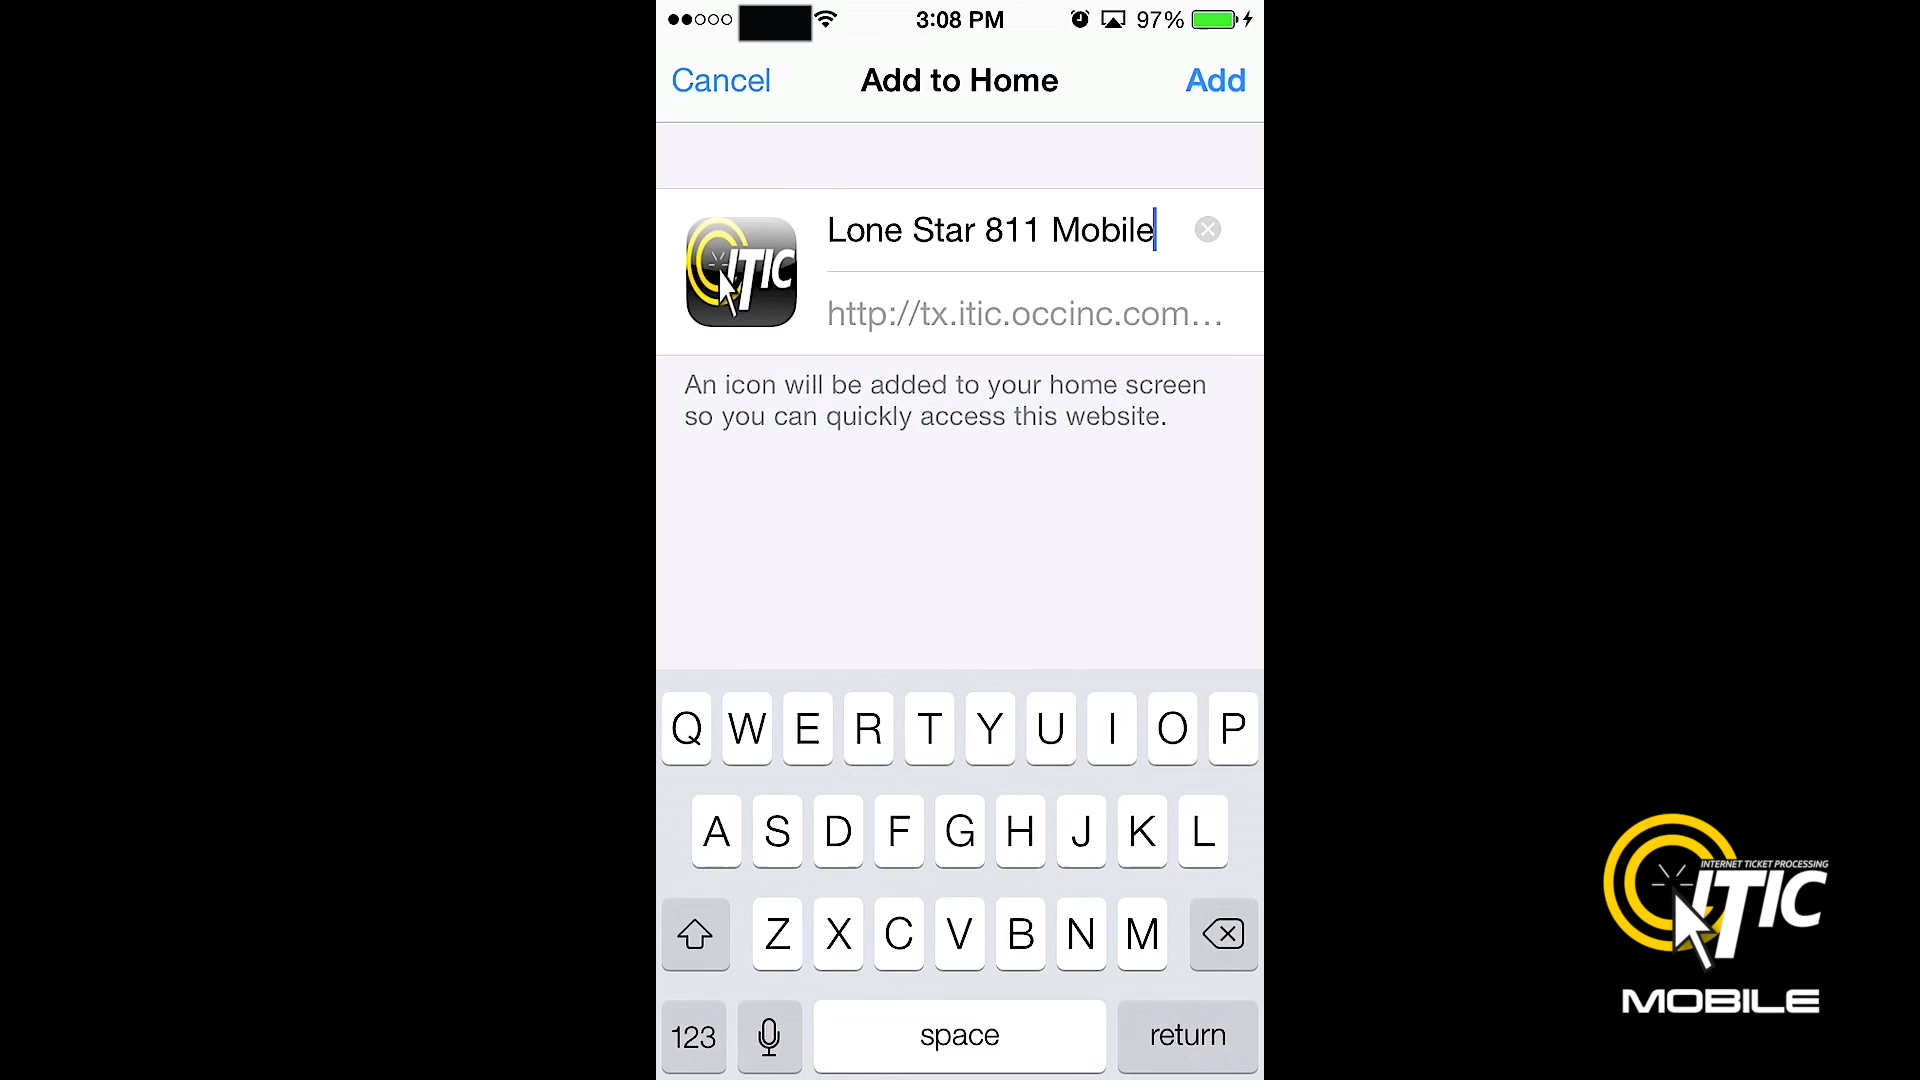 3:08 PM
97%
Cancel
Add to Home
Add
ITIC
Lone Star 811 Mobile
http://tx.itic.occinc.com…
An icon will be added to your home screen
so you can quickly access this website.
Q W E R T Y U I O P
A S D F G H J K L
Z X C V B N M
123
space
return
INTERNET TICKET PROCESSING
ITIC
MOBILE